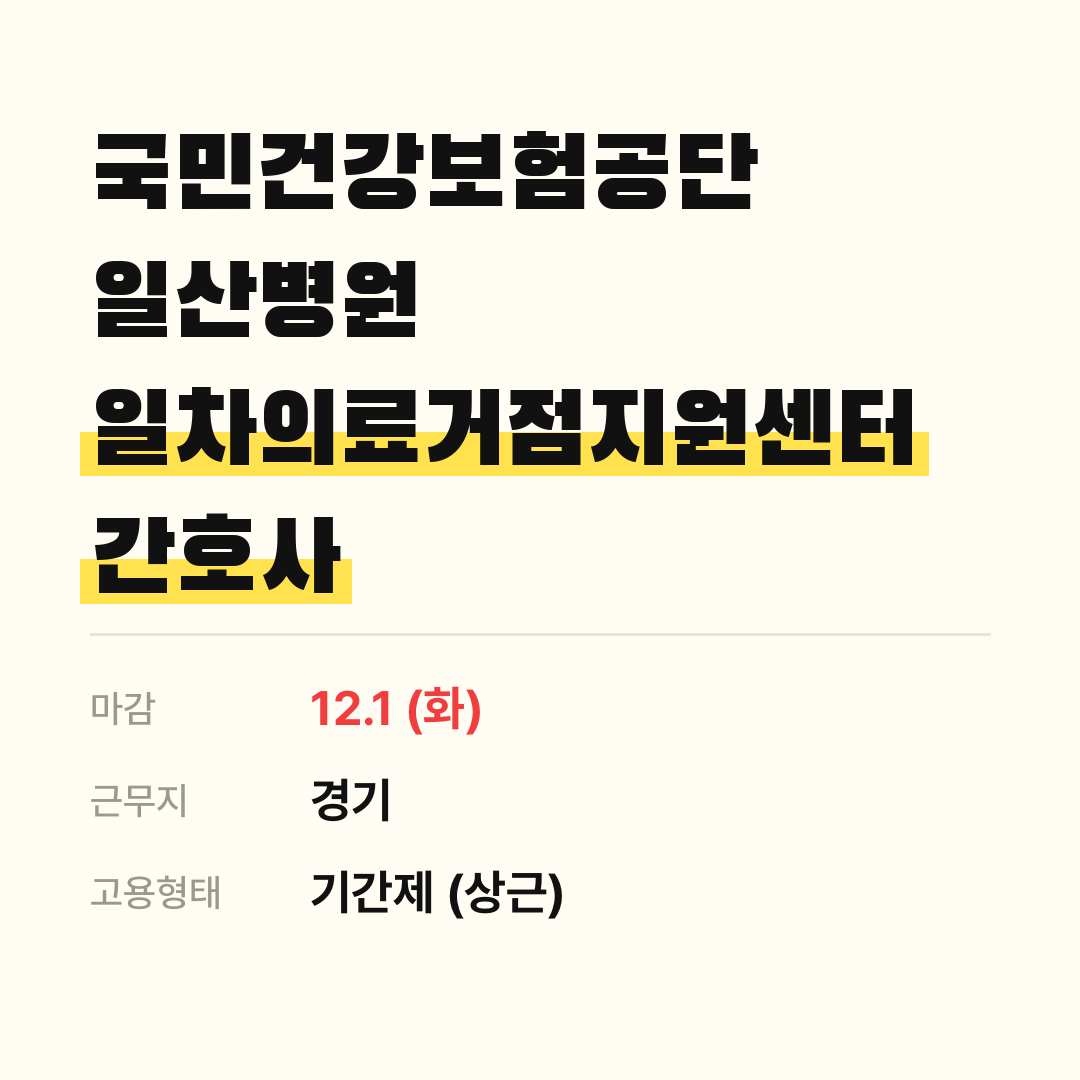 국민건강보험공단
일산병원
일차의료거점지원센터
간호사
마감 12.1 (화)
근무지 경기
고용형태 기간제 (상근)